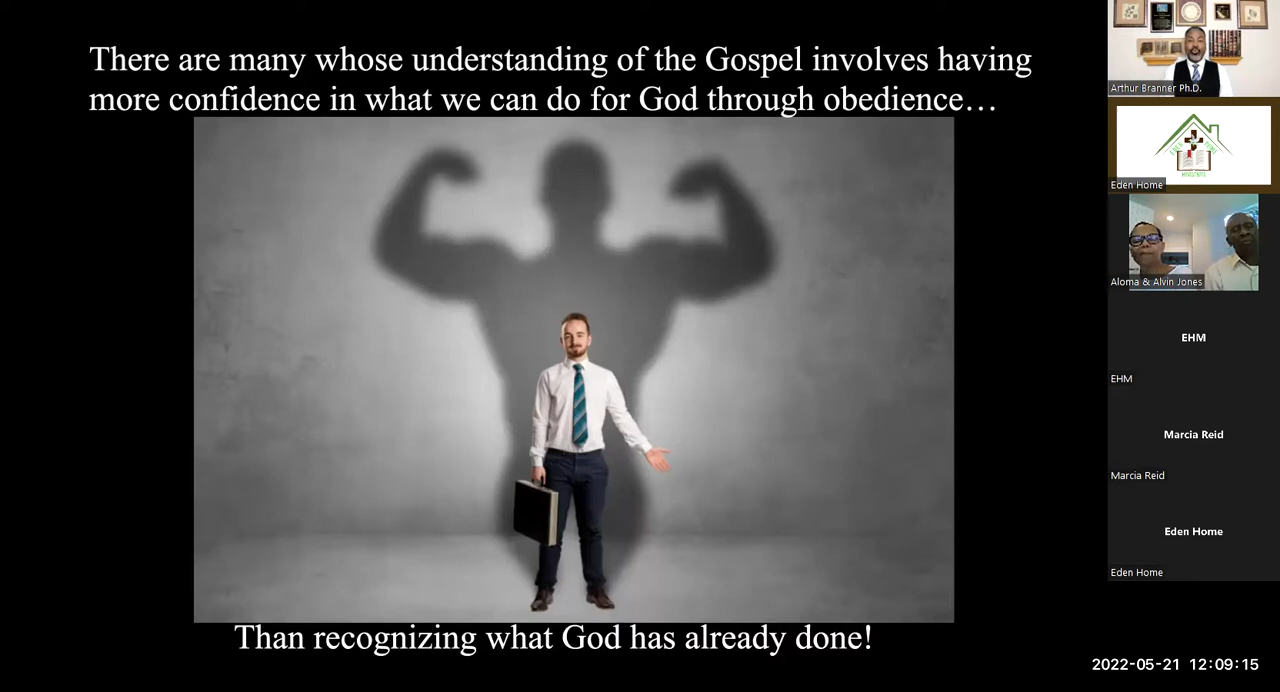 There are many whose understanding of the Gospel involves having
more confidence in what we can do for God through obedience…
Than recognizing what God has already done!
Arthur Branner Ph.D.
Eden Home
Aloma & Alvin Jones
EHM
EHM
Marcia Reid
Marcia Reid
Eden Home
Eden Home
2022-05-21 12:09:15